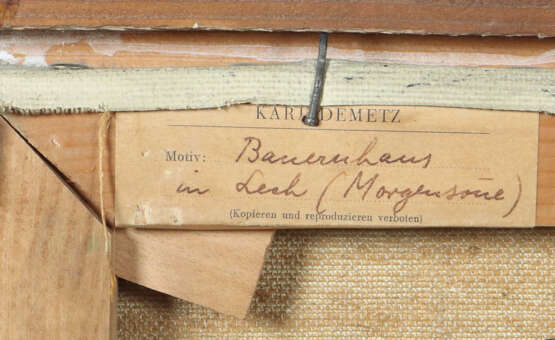 KARL DEMETZ
Motiv: Bauernhaus
in Lech (Morgensonne)
(Kopieren und reproduzieren verboten)